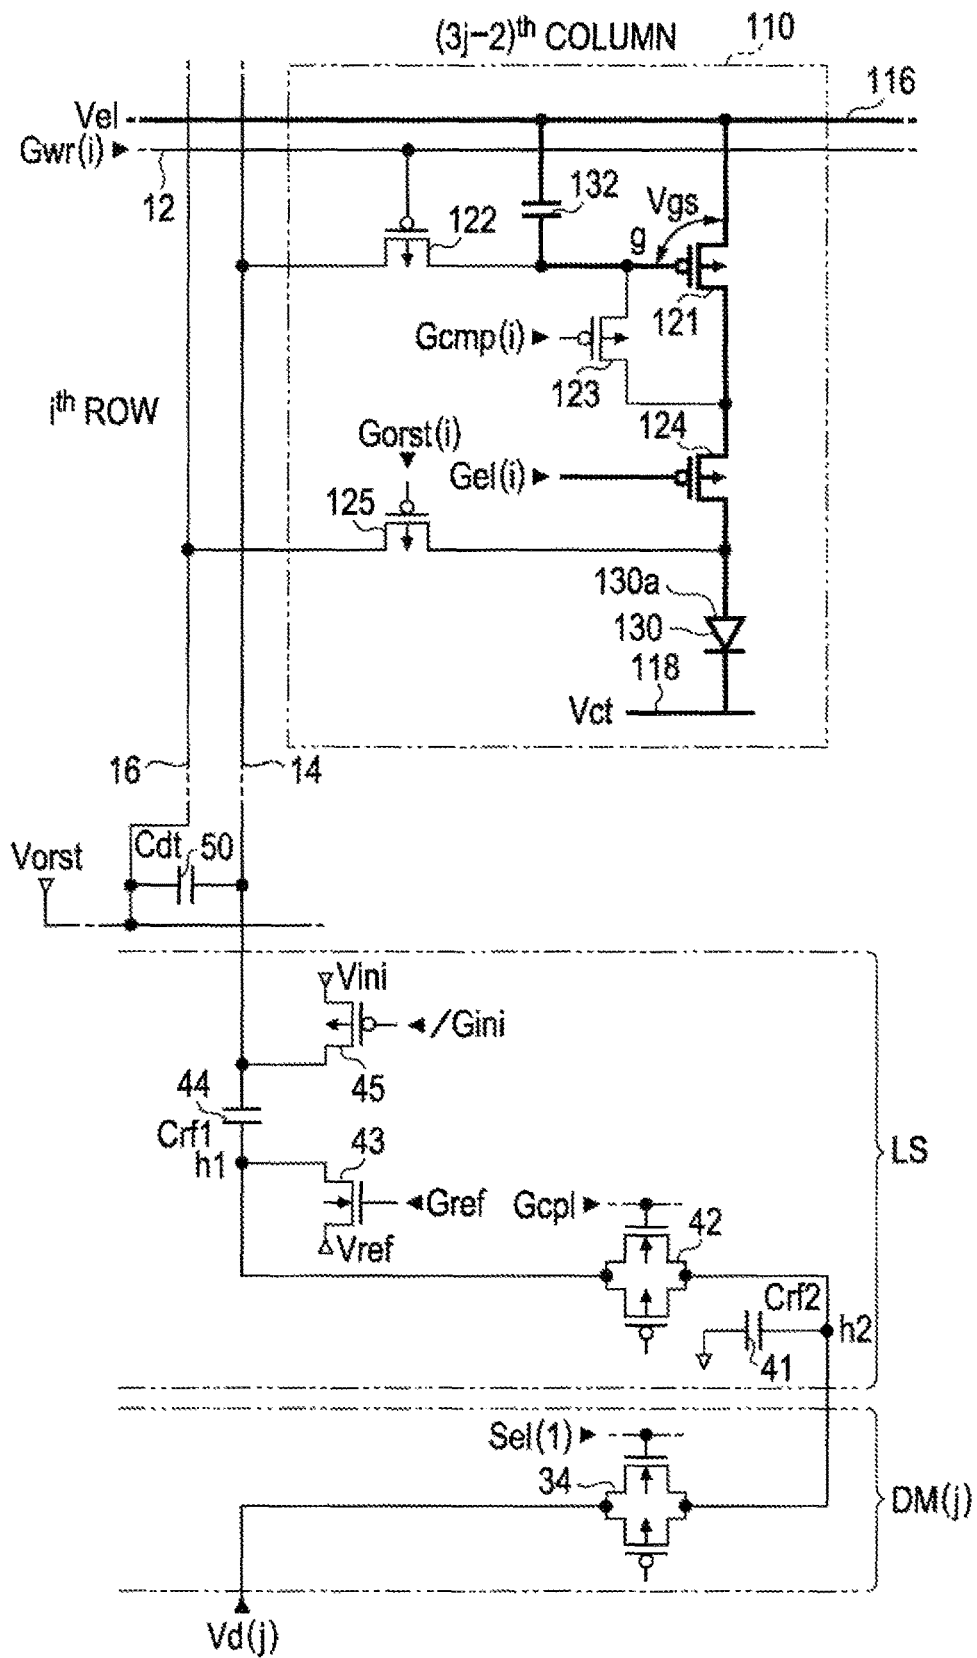 (3j-2)th COLUMN
110
Vel
116
Gwr(i)
12
122
132
Vgs
g
121
Gcmp(i)
123
ith ROW
124
Gorst(i)
Gel(i)
125
130a
130
118
Vct
16
14
Vorst
Cdt
50
Vini
/Gini
45
44
Crf1
h1
43
Gref
Vref
LS
Gcpl
42
Crf2
h2
41
Sel(1)
34
DM(j)
Vd(j)